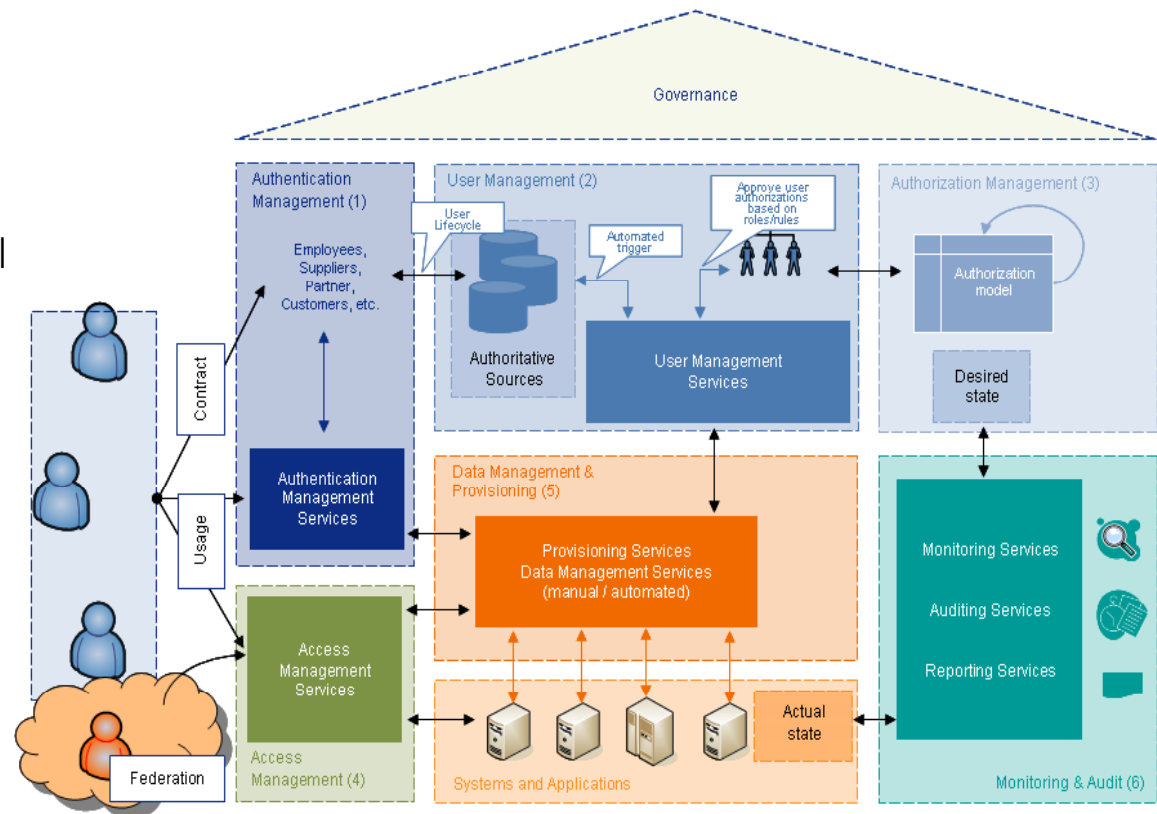 Governance
Authentication
Management (1)
Employees,
Suppliers,
Partner,
Customers, etc.
Authentication
Management
Services
User Management (2)
User
Lifecycle
Automated
trigger
Approve user
authorizations
based on
roles/rules
Authoritative
Sources
User Management
Services
Authorization Management (3)
Authorization
model
Desired
state
Contract
Usage
Federation
Access
Management
Services
Access
Management (4)
Data Management &
Provisioning (5)
Provisioning Services
Data Management Services
(manual / automated)
Actual
state
Systems and Applications
Monitoring Services
Auditing Services
Reporting Services
Monitoring & Audit (6)